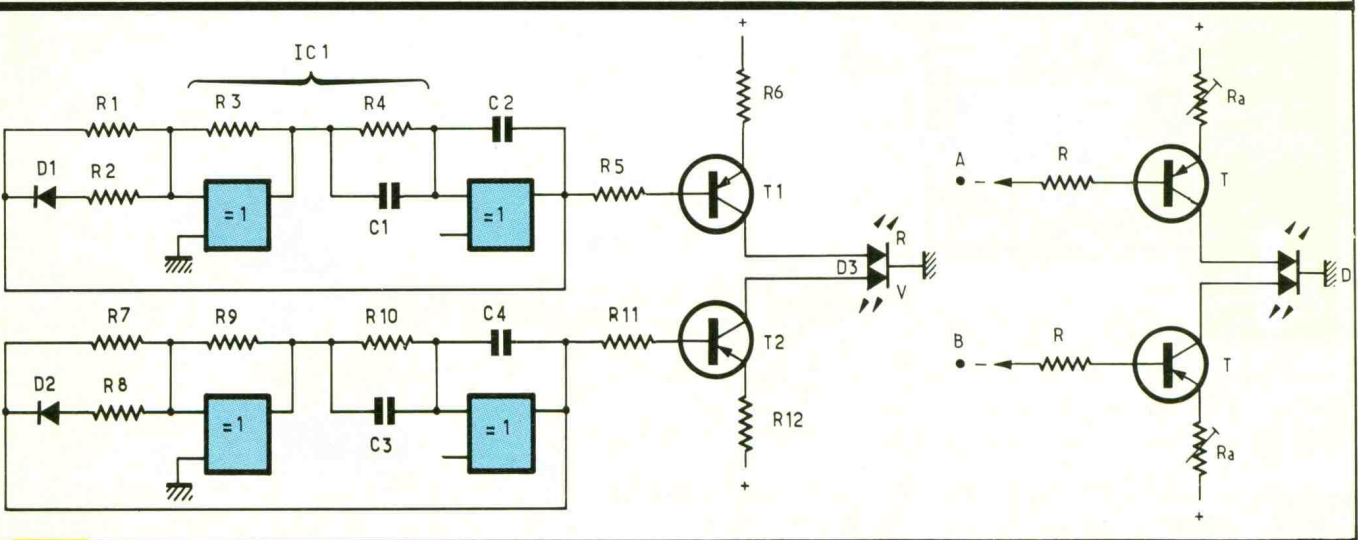 IC1
+
+
R1
R3
R4
C2
R6
Ra
D1
R2
R5
A
R
=1
C1
=1
T1
T
R
D3
V
D
R7
R9
R10
C4
R11
T2
B
R
T
D2
R8
=1
C3
=1
R12
Ra
+
+